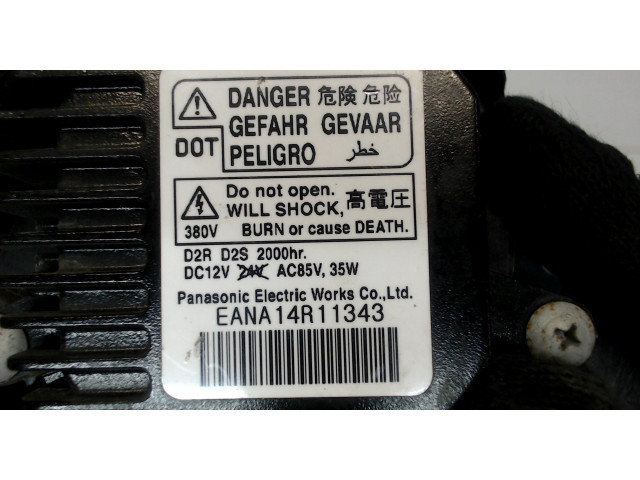 DANGER 危険 危险
GEFAHR GEVAAR
DOT PELIGRO خطر
Do not open.
WILL SHOCK, 高電圧
380V BURN or cause DEATH.
D2R D2S 2000hr.
DC12V 24V AC85V, 35W
Panasonic Electric Works Co., Ltd.
EANA14R11343